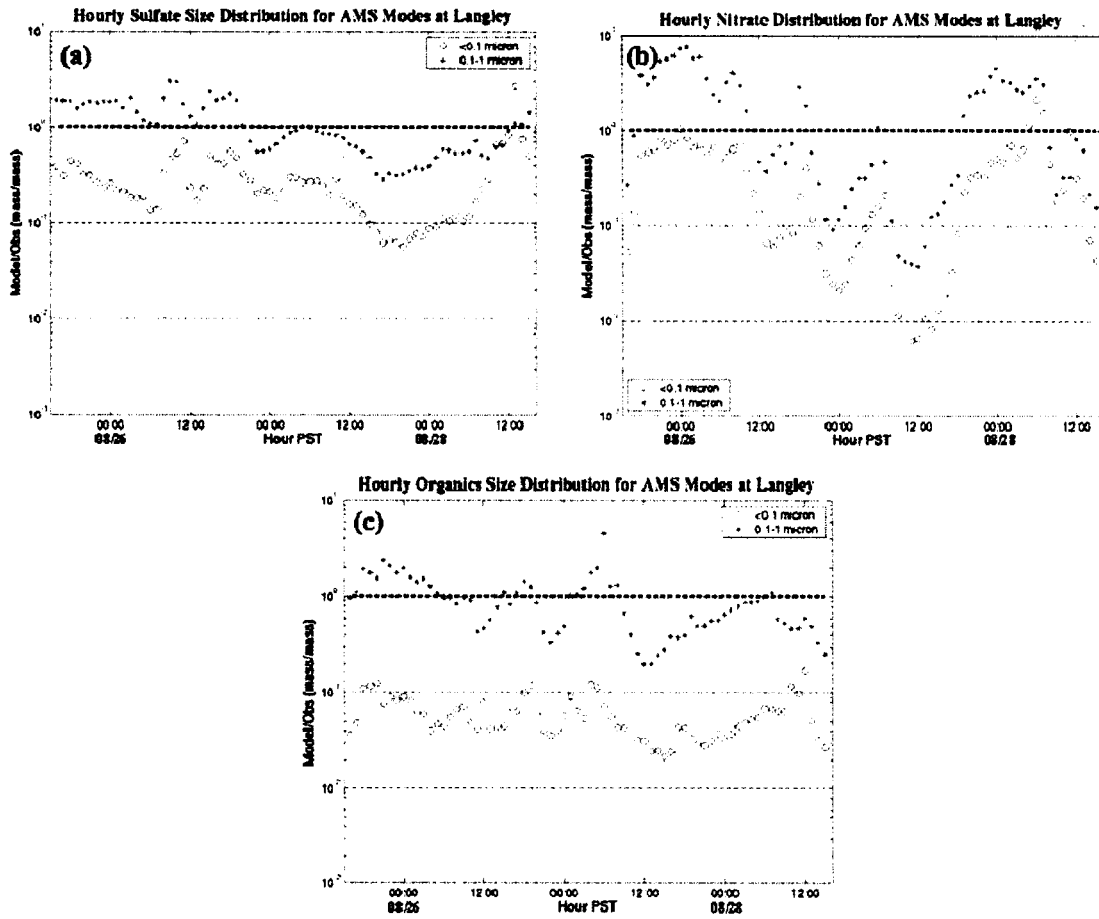 Hourly Sulfate Size Distribution for AMS Modes at Langley
(a)
<0.1 micron
0.1-1 micron
Model/Obs (mass/mass)
00:00
12:00
00:00
12:00
00:00
12:00
08/26
Hour PST
08/28
Hourly Nitrate Distribution for AMS Modes at Langley
(b)
<0.1 micron
0.1-1 micron
Model/Obs (mass/mass)
00:00
12:00
00:00
12:00
00:00
12:00
08/26
Hour PST
08/28
Hourly Organics Size Distribution for AMS Modes at Langley
(c)
<0.1 micron
0.1-1 micron
Model/Obs (mass/mass)
00:00
12:00
00:00
12:00
00:00
12:00
08/26
Hour PST
08/28